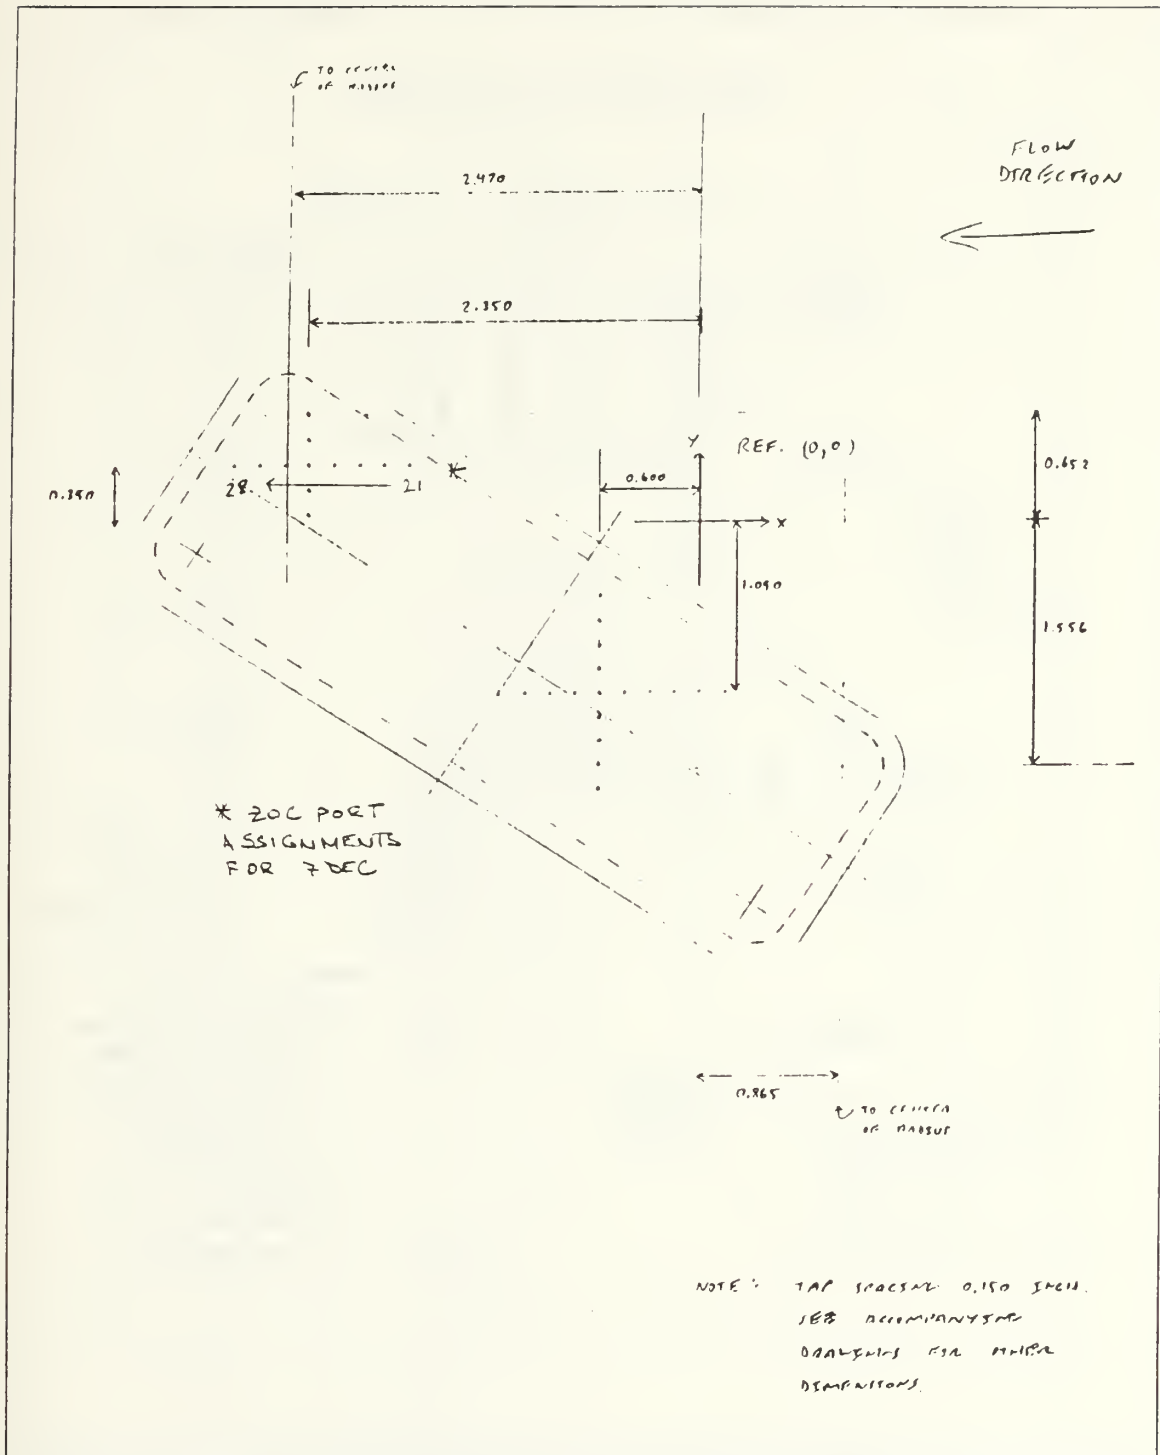 TO CENTER
OF RADIUS
FLOW
DIRECTION
2.470
2.350
Y REF. (0,0)
0.652
0.350
28 21 *
0.600
X
1.090
1.556
* ZOC PORT
ASSIGNMENTS
FOR 7 DEC
0.865
TO CENTER
OF RADIUS
NOTE: TAP SPACING 0.150 INCH.
SEE ACCOMPANYING
DRAWINGS FOR OTHER
DIMENSIONS.